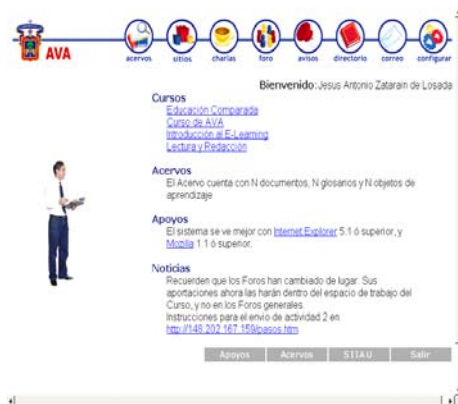 AVA
acervos sitios charlas foro avisos directorio correo configurar
Bienvenido: Jesus Antonio Zatarain de Losada
Cursos
Educación Comparada
Curso de AVA
Introducción al E-Learning
Lectura y Redacción
Acervos
El Acervo cuenta con N documentos, N glosarios y N objetos de
aprendizaje
Apoyos
El sistema se ve mejor con Internet Explorer 5.1 ó superior, y
Mozilla 1.1 ó superior.
Noticias
Recuerden que los Foros han cambiado de lugar. Sus
aportaciones ahora las harán dentro del espacio de trabajo del
Curso, y no en los Foros generales.
Instrucciones para el envio de actividad 2 en
http://148.202.167.159/pasos.htm
Apoyos Acervos SIIAU Salir